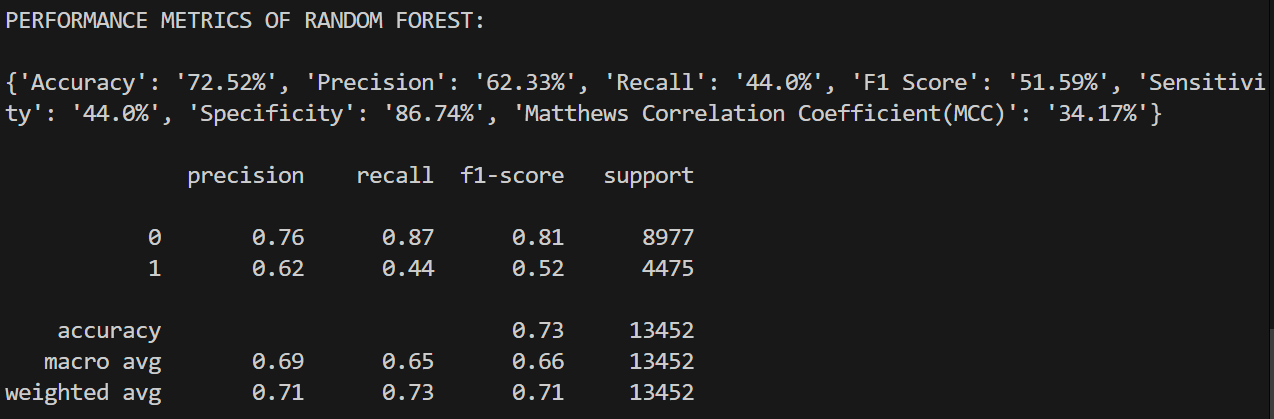 PERFORMANCE METRICS OF RANDOM FOREST:
{'Accuracy': '72.52%', 'Precision': '62.33%', 'Recall': '44.0%', 'F1 Score': '51.59%', 'Sensitivi
ty': '44.0%', 'Specificity': '86.74%', 'Matthews Correlation Coefficient(MCC)': '34.17%'}
precision recall f1-score support
0 0.76 0.87 0.81 8977
1 0.62 0.44 0.52 4475
accuracy 0.73 13452
macro avg 0.69 0.65 0.66 13452
weighted avg 0.71 0.73 0.71 13452